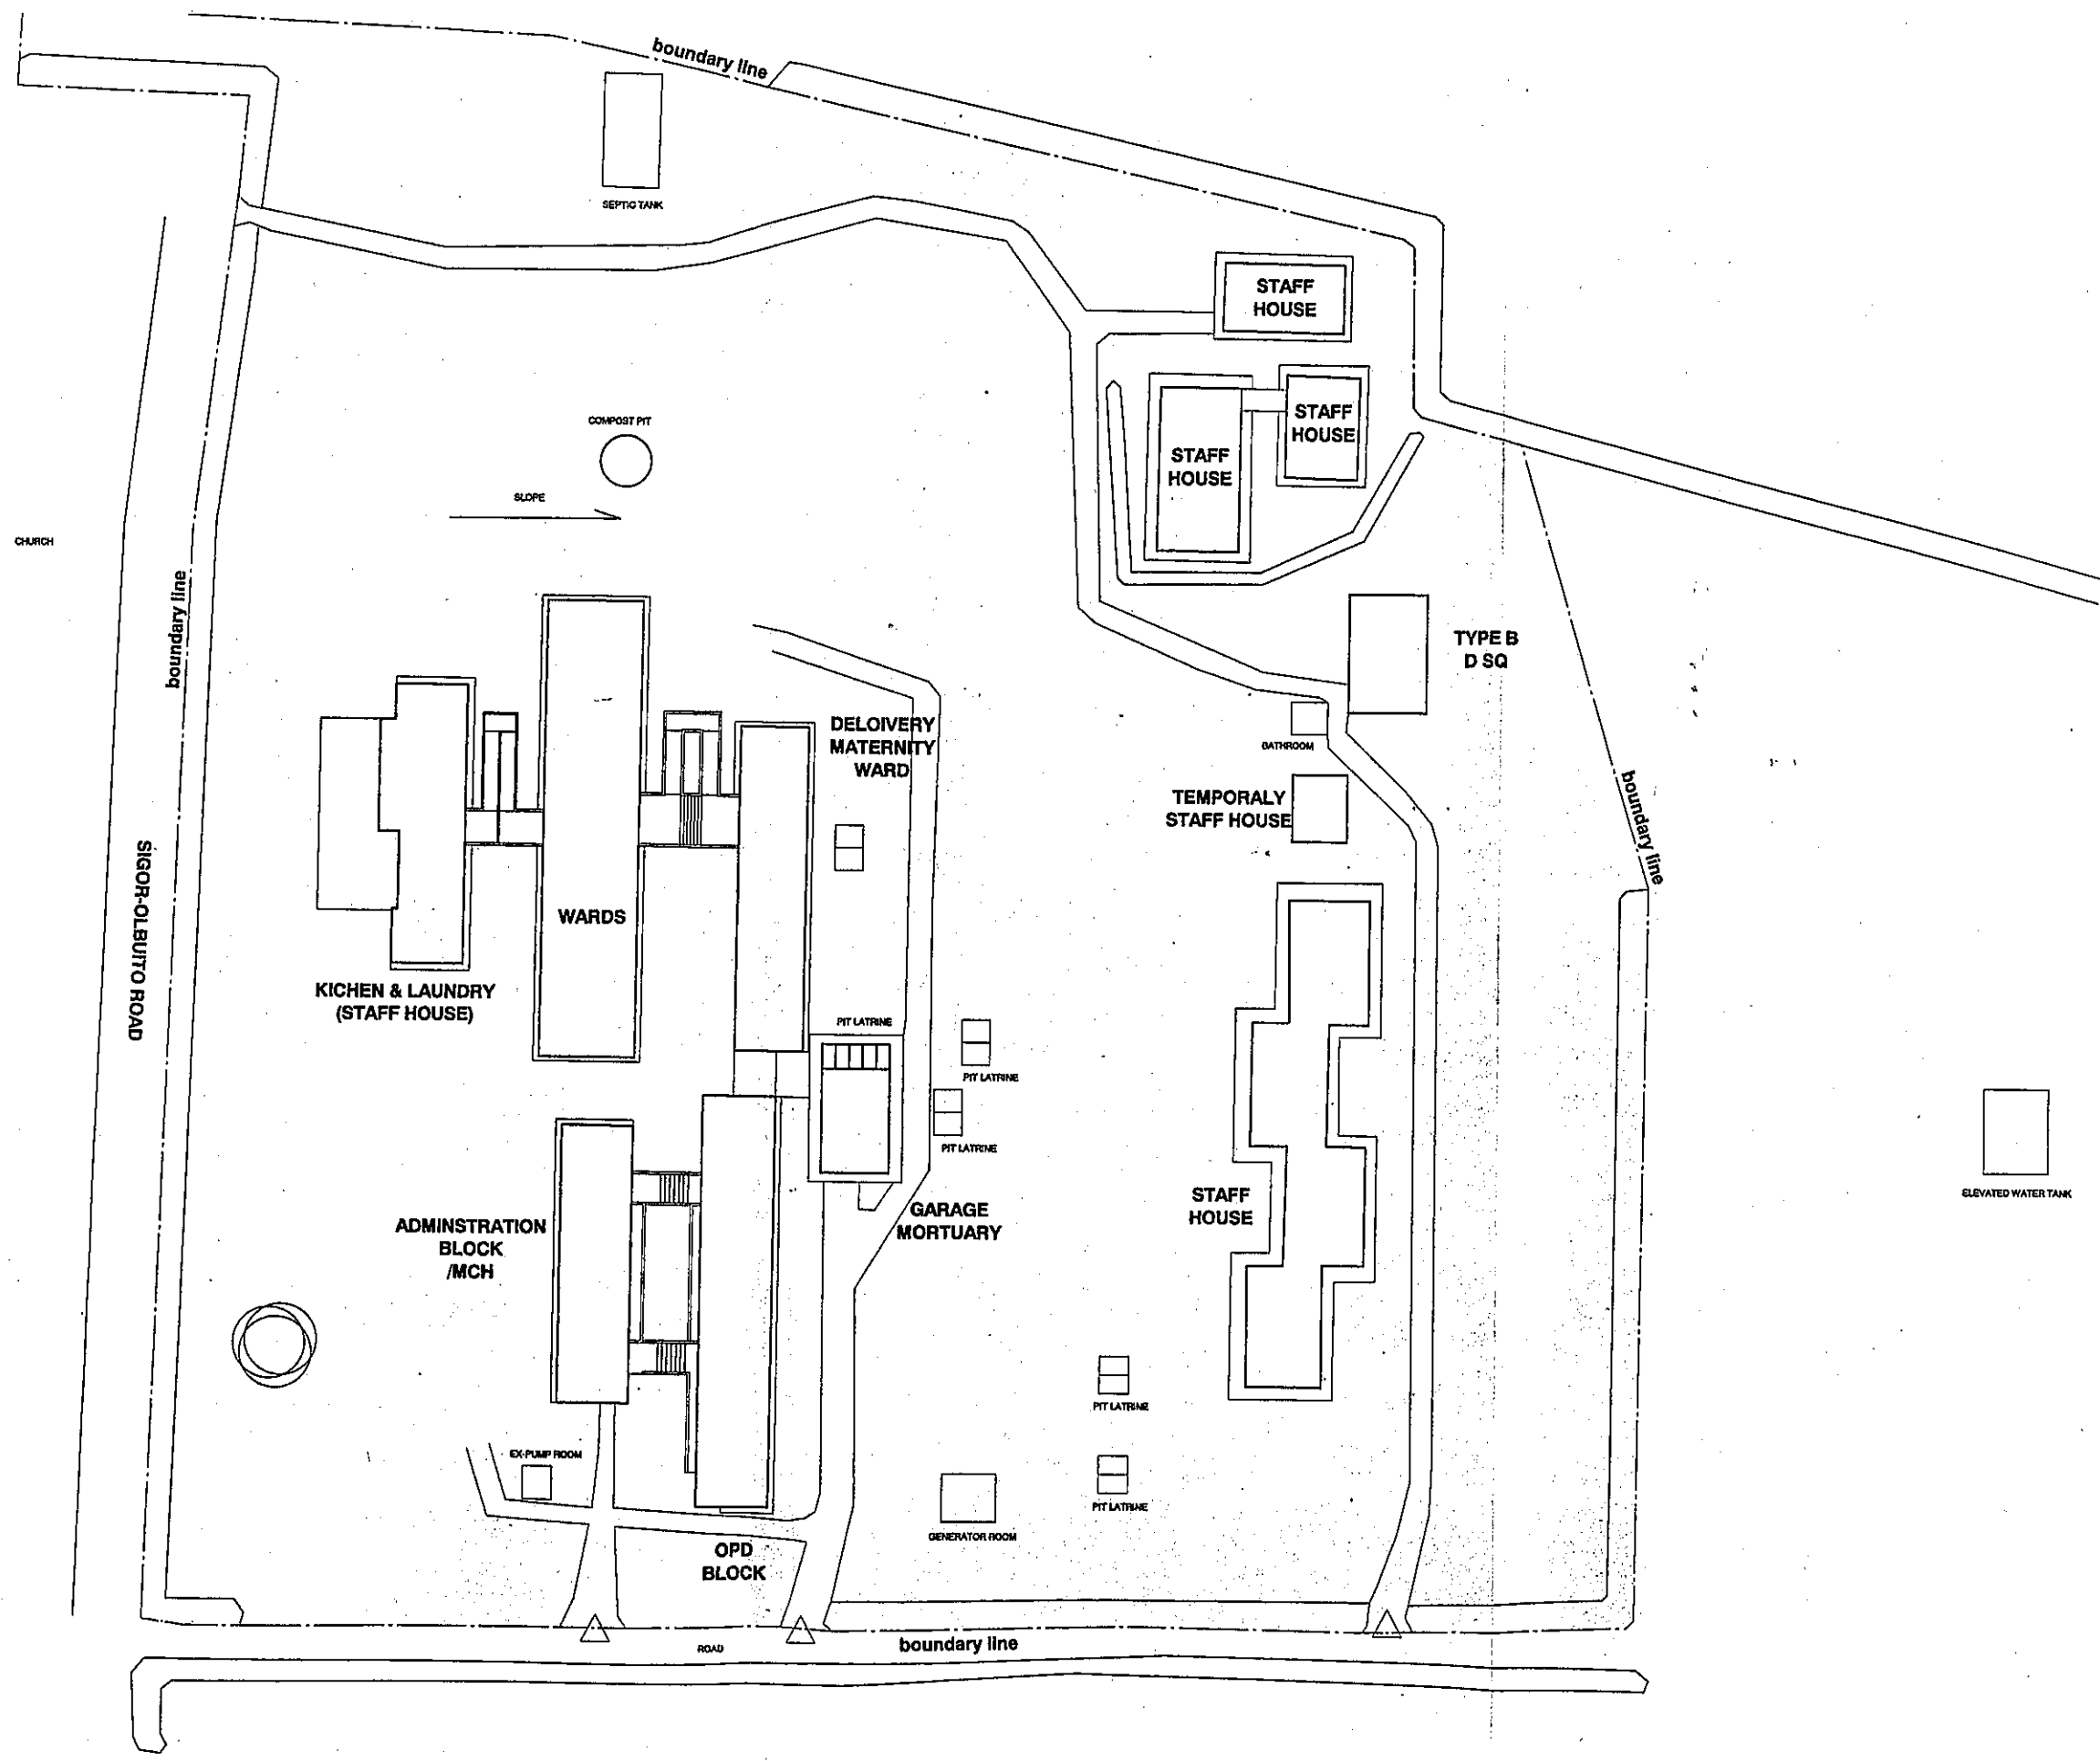 boundary line
SEPTIC TANK
STAFF
HOUSE
COMPOST PIT
STAFF
HOUSE
STAFF
HOUSE
SLOPE
CHURCH
boundary line
TYPE B
D SQ
DELOIVERY
MATERNITY
WARD
BATHROOM
TEMPORALY
STAFF HOUSE
boundary line
SIGOR-OLBUITO ROAD
WARDS
KICHEN & LAUNDRY
(STAFF HOUSE)
PIT LATRINE
PIT LATRINE
PIT LATRINE
ELEVATED WATER TANK
STAFF
HOUSE
GARAGE
MORTUARY
ADMINSTRATION
BLOCK
/MCH
PIT LATRINE
EX-PUMP ROOM
PIT LATRINE
GENERATOR ROOM
OPD
BLOCK
ROAD
boundary line